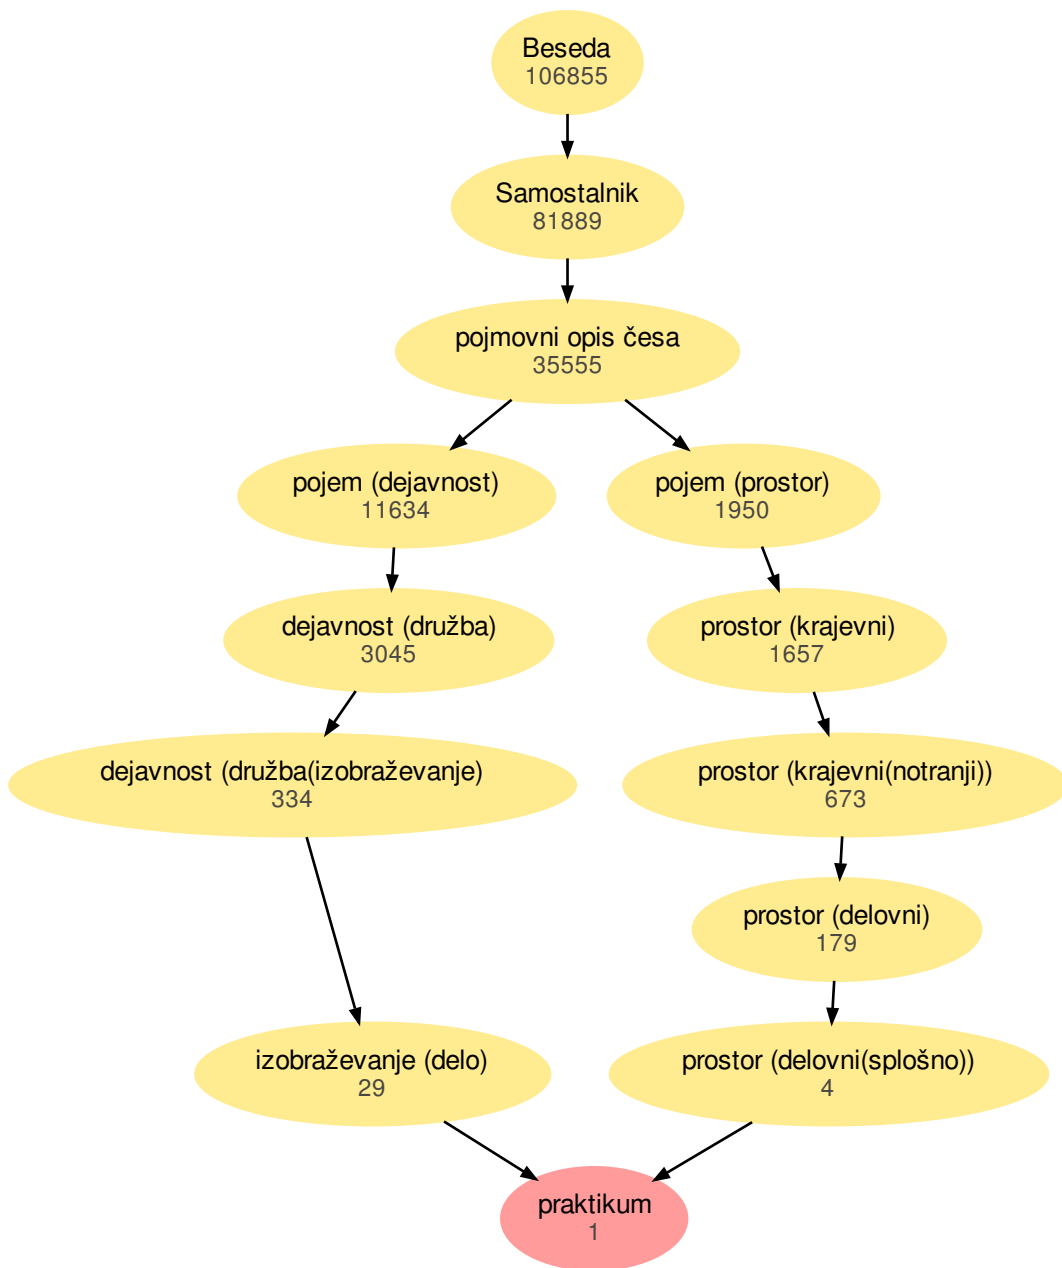 Beseda
106855
Samostalnik
81889
pojmovni opis česa
35555
pojem (dejavnost)
11634
pojem (prostor)
1950
dejavnost (družba)
3045
prostor (krajevni)
1657
dejavnost (družba(izobraževanje)
334
prostor (krajevni(notranji))
673
prostor (delovni)
179
izobraževanje (delo)
29
prostor (delovni(splošno))
4
praktikum
1